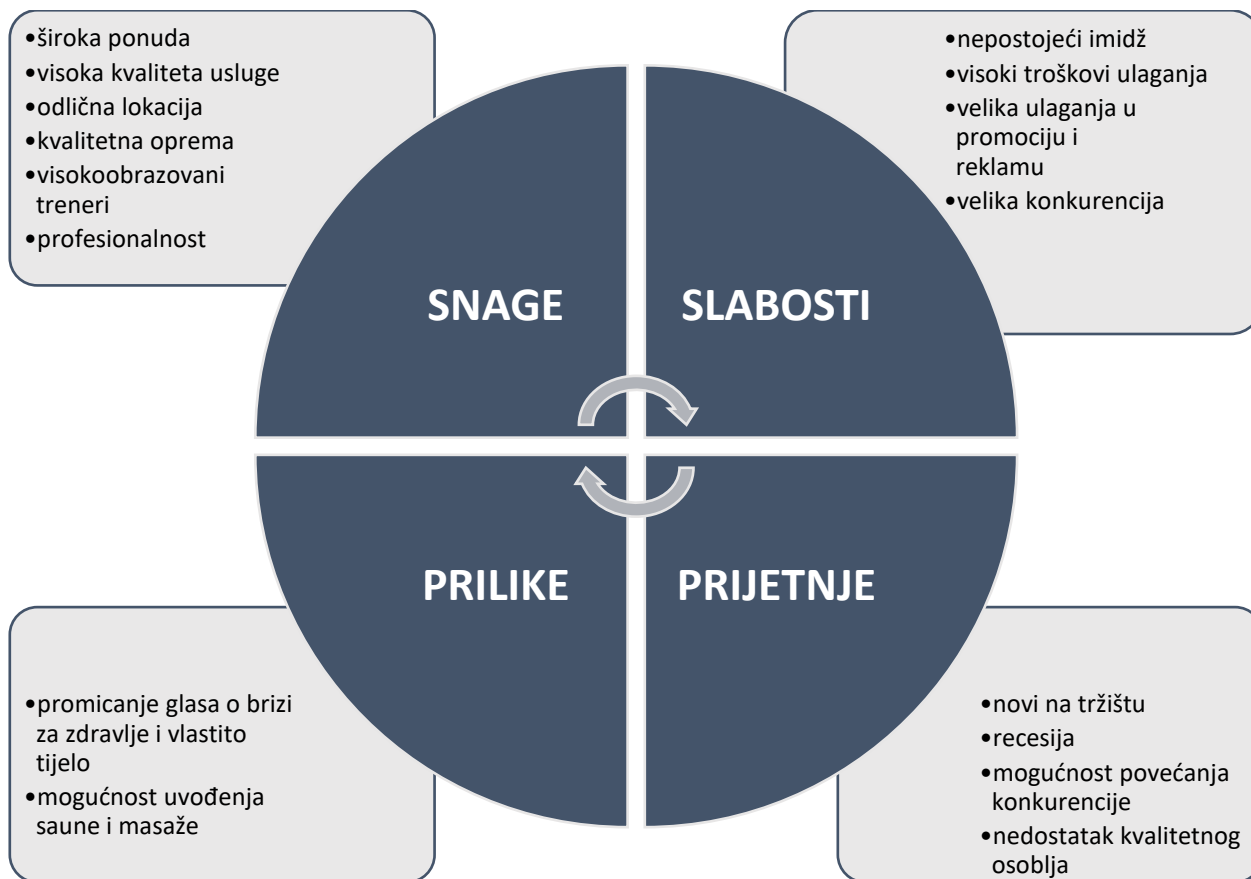 •široka ponuda
•visoka kvaliteta usluge
•odlična lokacija
•kvalitetna oprema
•visokoobrazovani
treneri
•profesionalnost
•nepostojeći imidž
•visoki troškovi ulaganja
•velika ulaganja u
promociju i
reklamu
•velika konkurencija
SNAGE
SLABOSTI
PRILIKE
PRIJETNJE
•promicanje glasa o brizi
za zdravlje i vlastito
tijelo
•mogućnost uvođenja
saune i masaže
•novi na tržištu
•recesija
•mogućnost povećanja
konkurencije
•nedostatak kvalitetnog
osoblja